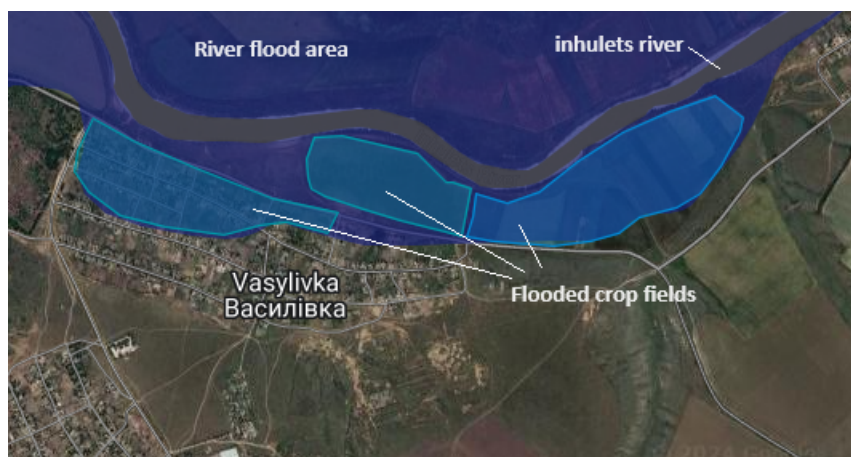 River flood area
inhulets river
Vasylivka
Василівка
Flooded crop fields